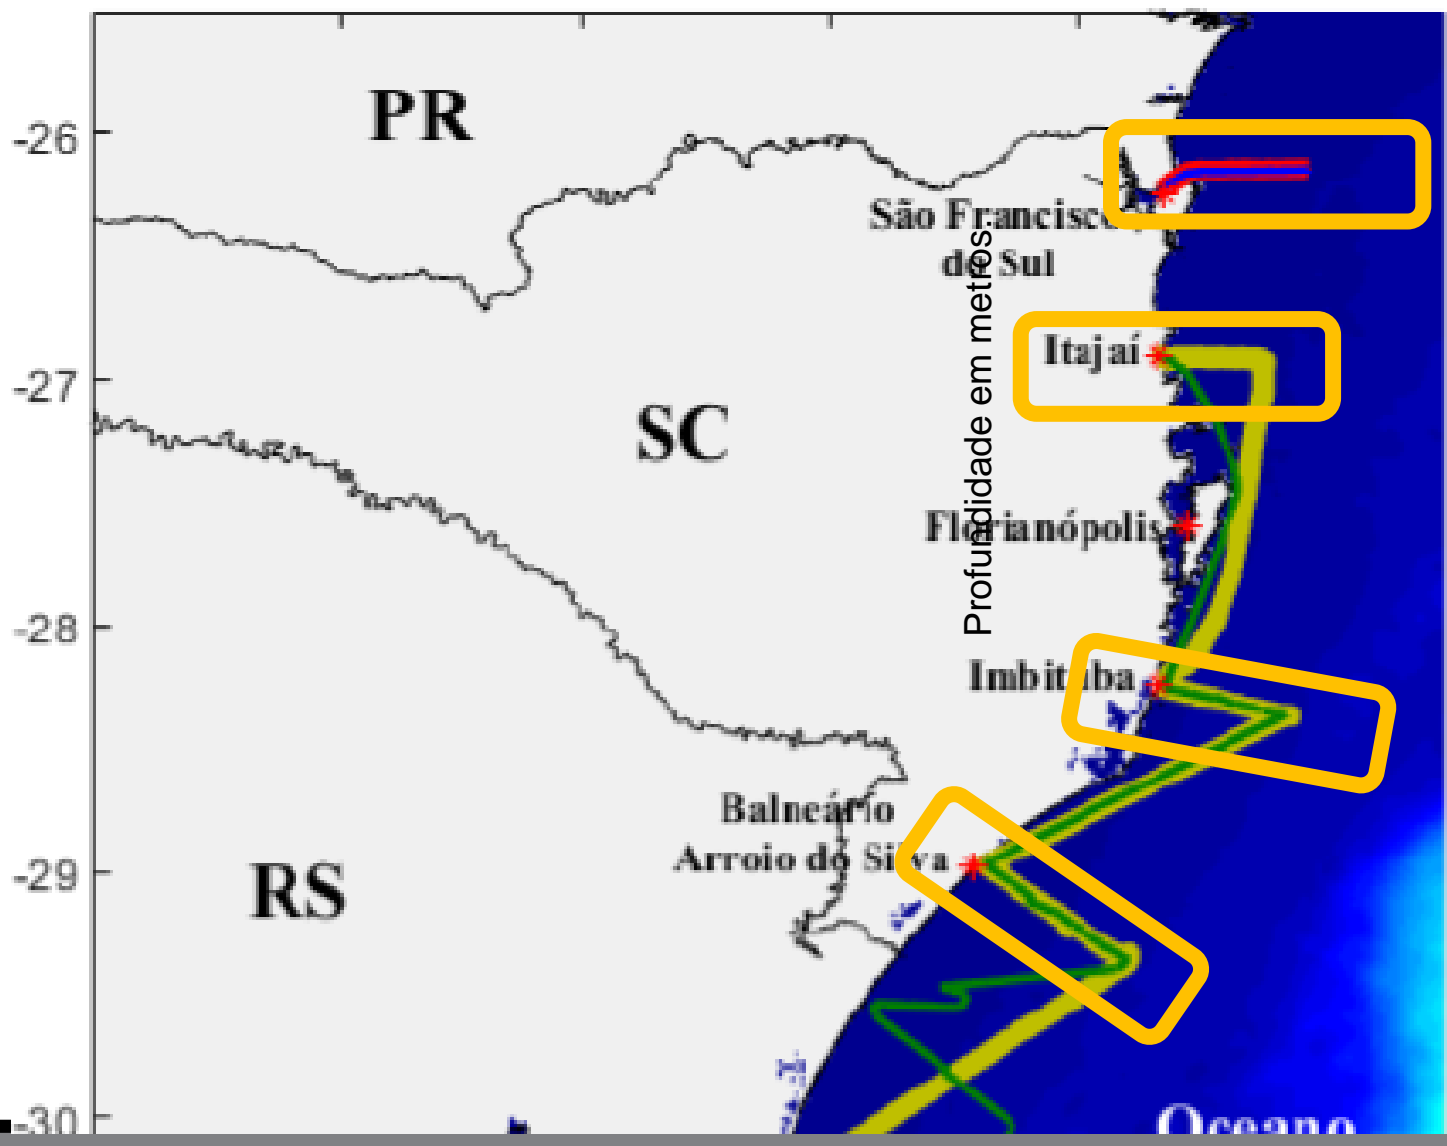 PR
-26
São Francisco
do Sul
Profundidade em metros.
Itajaí
-27
SC
Florianópolis
-28
Imbituba
Balneário
Arroio do Silva
-29
RS
-30
Oceano